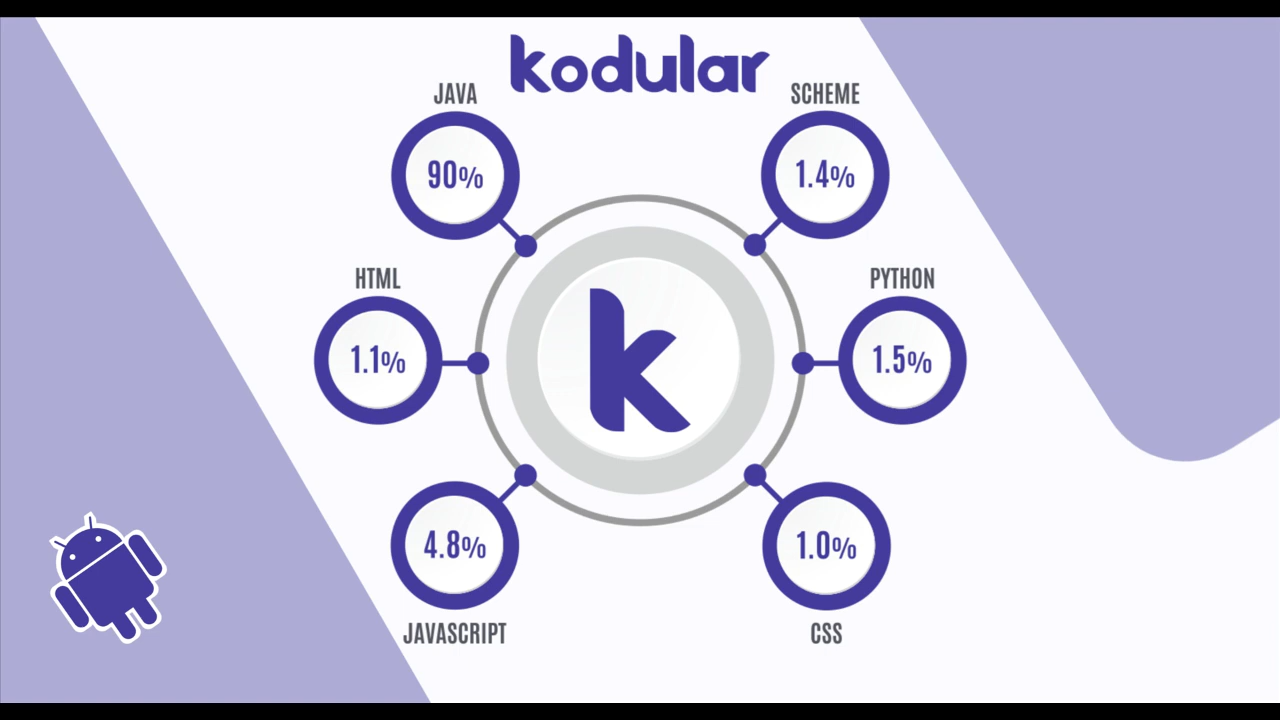 kodular
JAVA
90%
SCHEME
1.4%
HTML
1.1%
k
PYTHON
1.5%
4.8%
JAVASCRIPT
1.0%
CSS